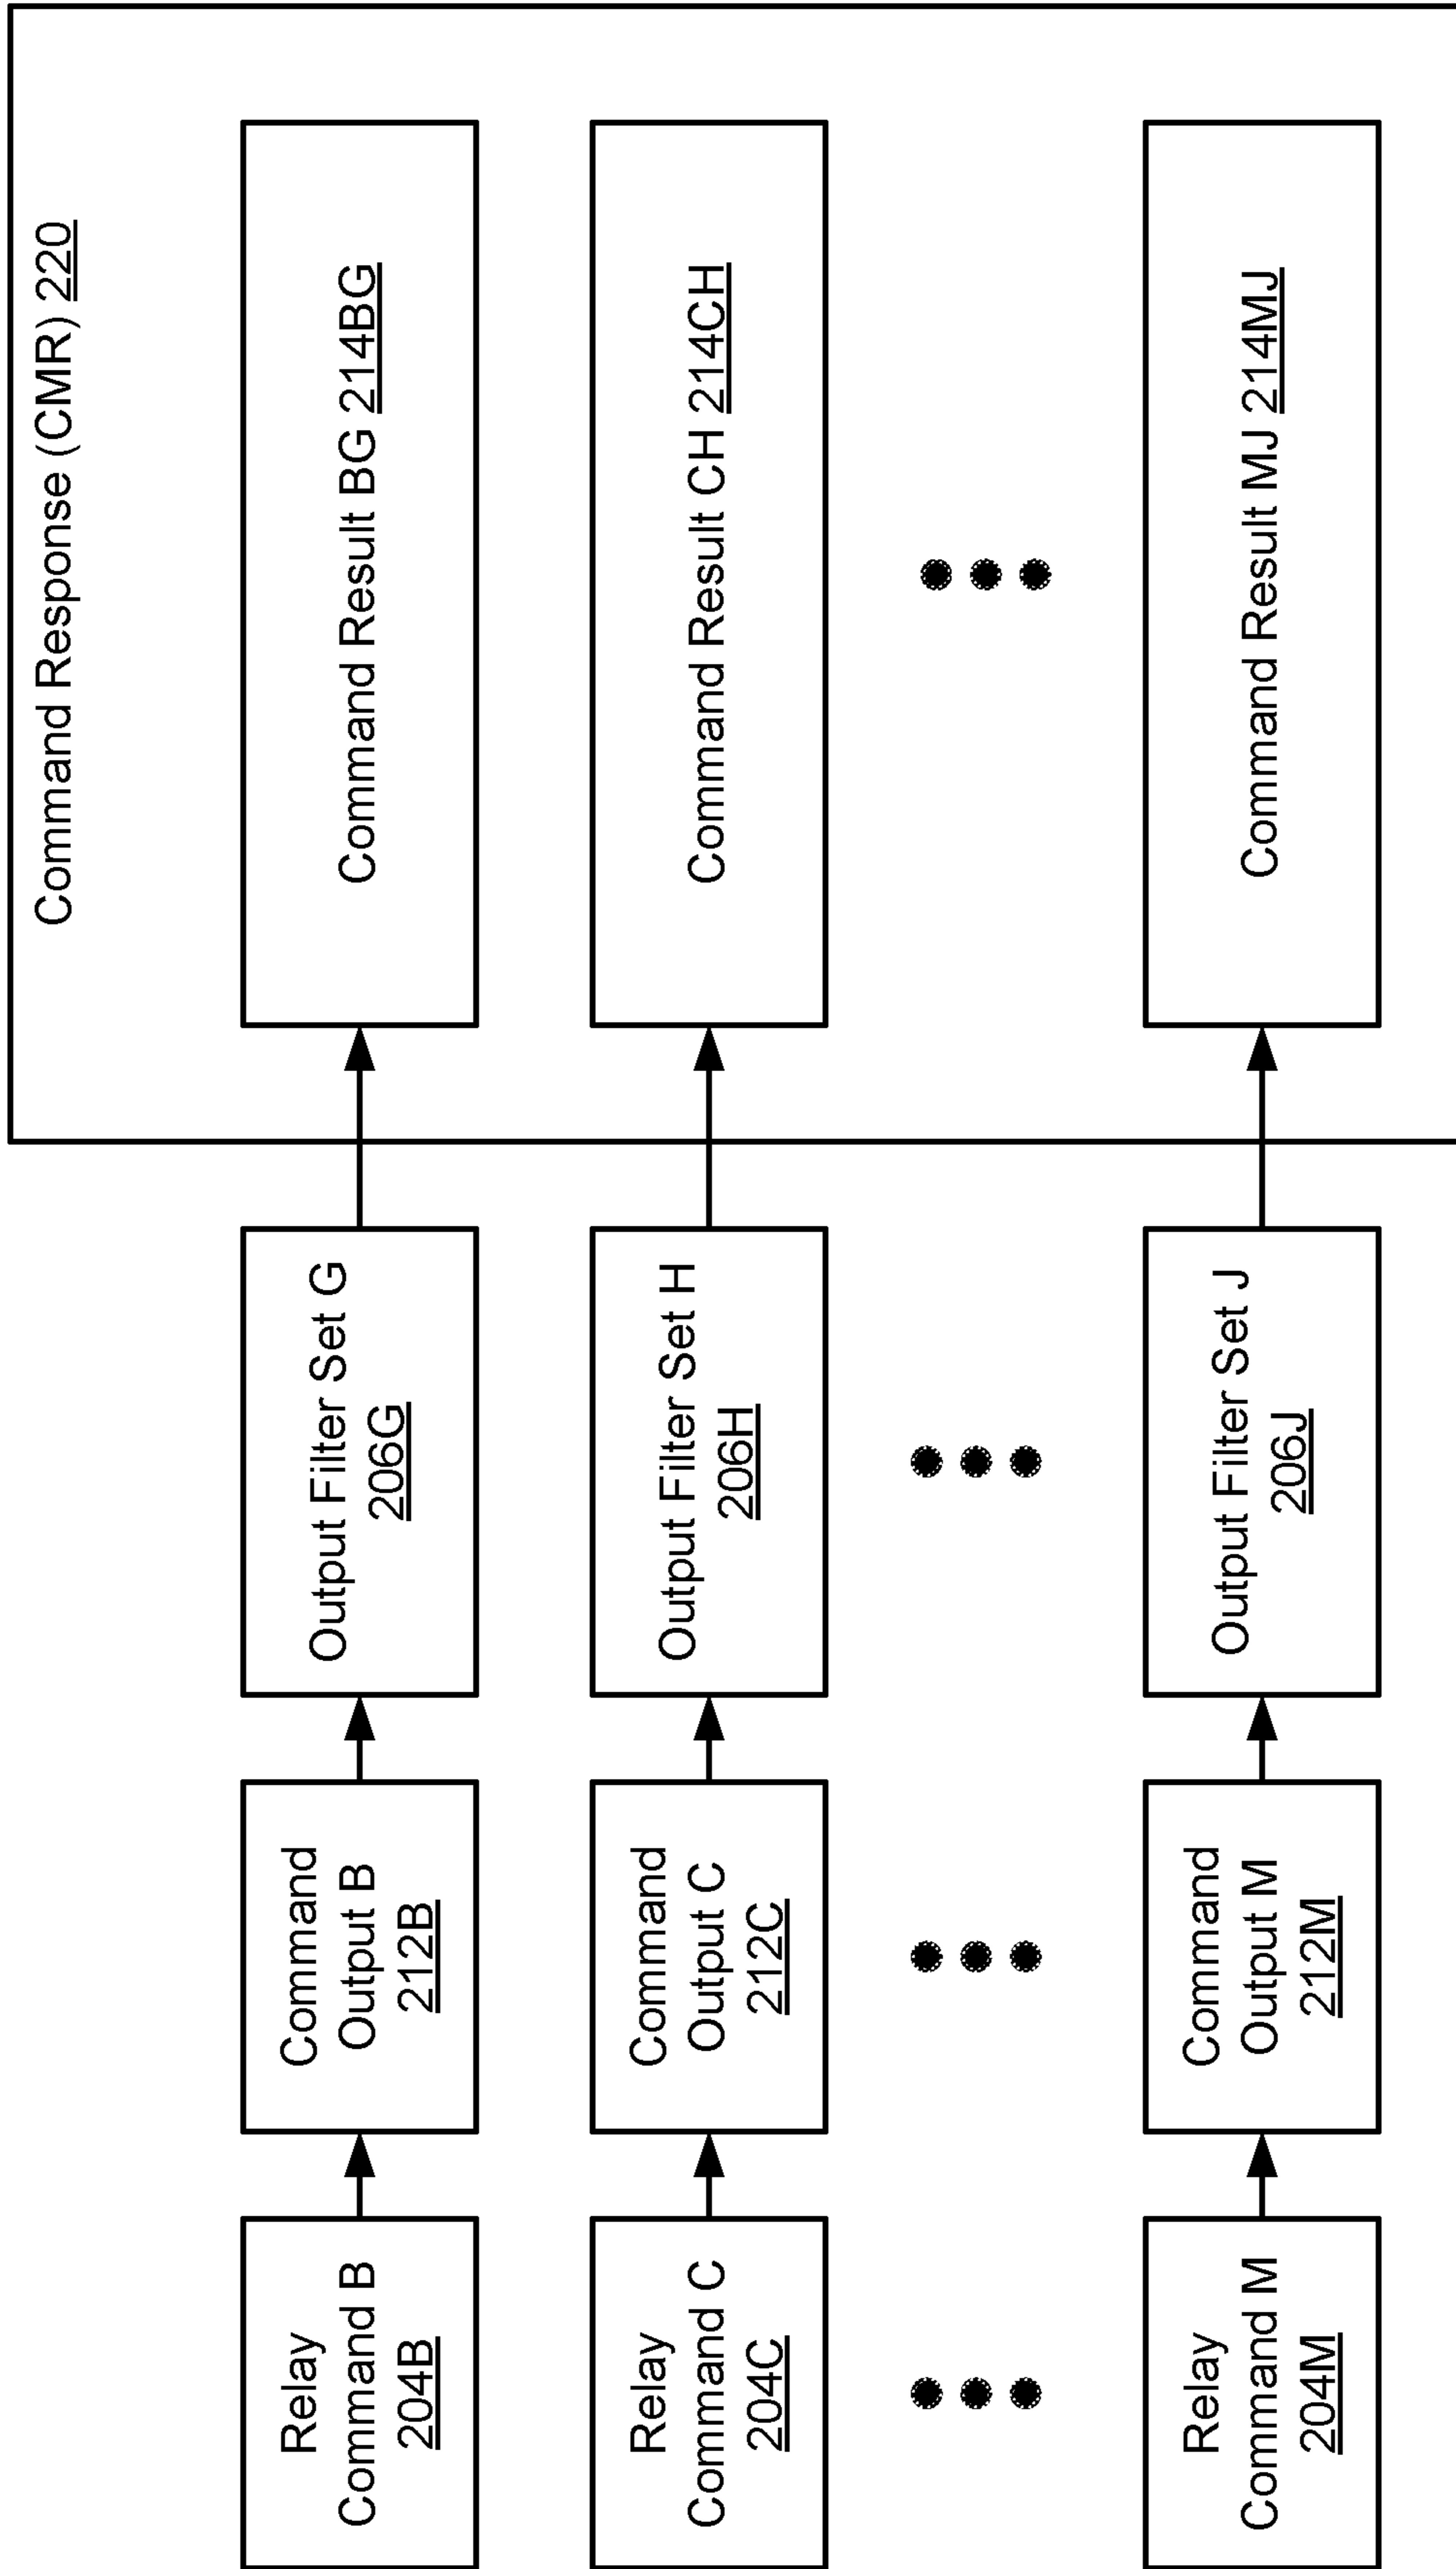 Command Response (CMR) 220
Relay
Command B
204B
Command
Output B
212B
Output Filter Set G
206G
Command Result BG 214BG
Relay
Command C
204C
Command
Output C
212C
Output Filter Set H
206H
Command Result CH 214CH
Relay
Command M
204M
Command
Output M
212M
Output Filter Set J
206J
Command Result MJ 214MJ